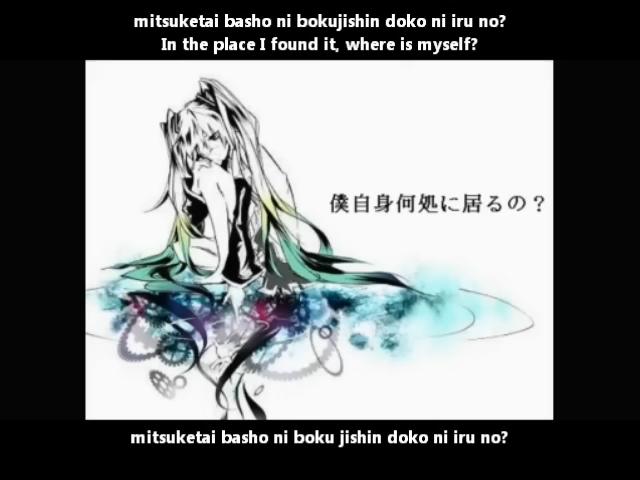 mitsuketai basho ni bokujishin doko ni iru no?
In the place I found it, where is myself?
僕自身何処に居るの？
mitsuketai basho ni boku jishin doko ni iru no?